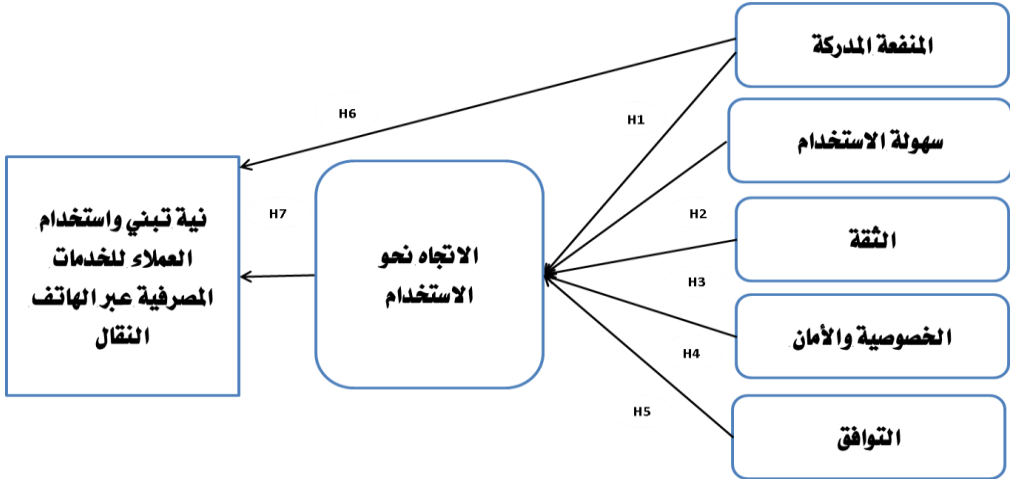 المنفعة المدركة
H6
H1
سهولة الاستخدام
نية تبني واستخدام
العملاء للخدمات
المصرفية عبر الهاتف
النقال
H7
الاتجاه نحو
الاستخدام
H2
الثقة
H3
الخصوصية والأمان
H4
H5
التوافق